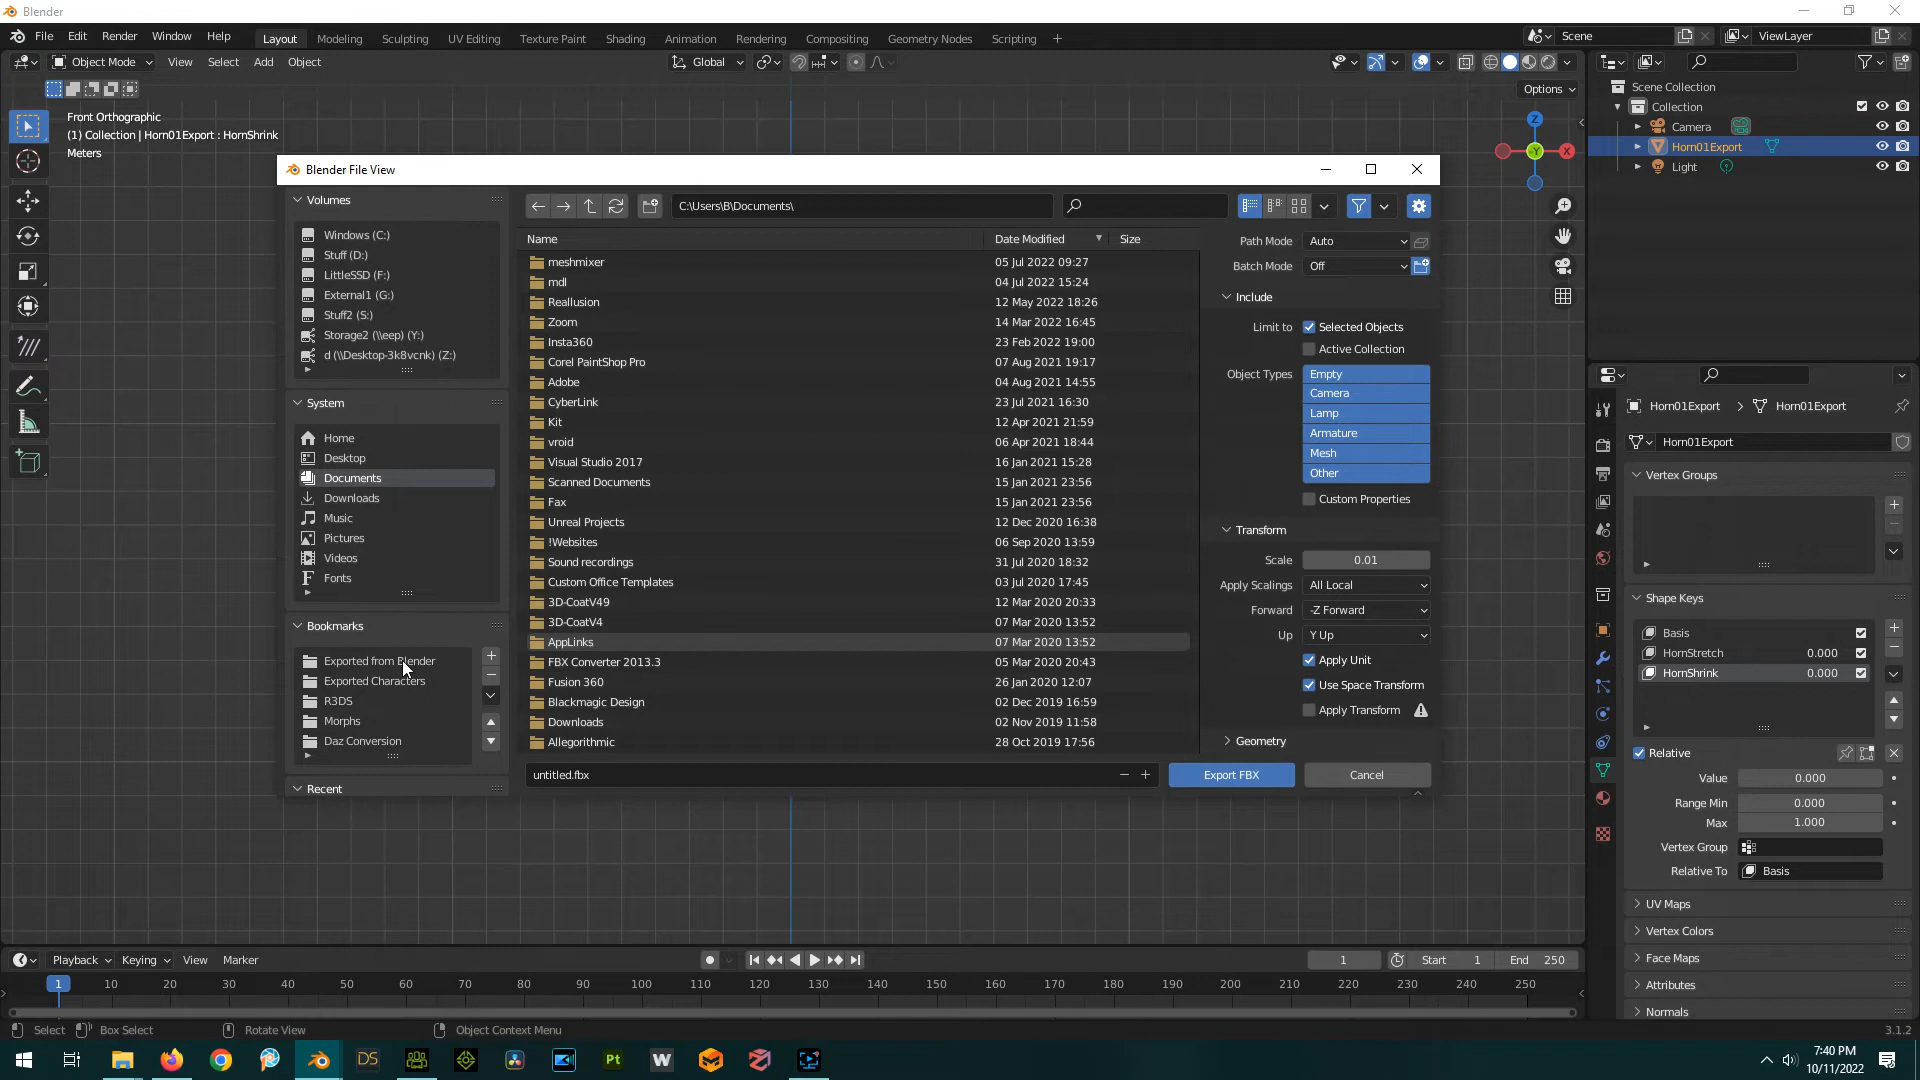 Blender
File Edit Render Window Help Layout Modeling Sculpting UV Editing Texture Paint Shading Animation Rendering Compositing Geometry Nodes Scripting + Scene ViewLayer
Object Mode View Select Add Object Global
Options
Front Orthographic
(1) Collection | Horn01Export : HornShrink
Meters
Z
Y
X
Scene Collection
Collection
Camera
Horn01Export
Light
Blender File View
Volumes
Windows (C:)
Stuff (D:)
LittleSSD (F:)
External1 (G:)
Stuff2 (S:)
Storage2 (\\eep) (Y:)
d (\\Desktop-3k8vcnk) (Z:)
System
Home
Desktop
Documents
Downloads
Music
Pictures
Videos
Fonts
Bookmarks
Exported from Blender
Exported Characters
R3DS
Morphs
Daz Conversion
Recent
C:\Users\B\Documents\
Name Date Modified Size
meshmixer 05 Jul 2022 09:27
mdl 04 Jul 2022 15:24
Reallusion 12 May 2022 18:26
Zoom 14 Mar 2022 16:45
Insta360 23 Feb 2022 19:00
Corel PaintShop Pro 07 Aug 2021 19:17
Adobe 04 Aug 2021 14:55
CyberLink 23 Jul 2021 16:30
Kit 12 Apr 2021 21:59
vroid 06 Apr 2021 18:44
Visual Studio 2017 16 Jan 2021 15:28
Scanned Documents 15 Jan 2021 23:56
Fax 15 Jan 2021 23:56
Unreal Projects 12 Dec 2020 16:38
!Websites 06 Sep 2020 13:59
Sound recordings 31 Jul 2020 18:32
Custom Office Templates 03 Jul 2020 17:45
3D-CoatV49 12 Mar 2020 20:33
3D-CoatV4 07 Mar 2020 13:52
AppLinks 07 Mar 2020 13:52
FBX Converter 2013.3 05 Mar 2020 20:43
Fusion 360 26 Jan 2020 12:07
Blackmagic Design 02 Dec 2019 16:59
Downloads 02 Nov 2019 11:58
Allegorithmic 28 Oct 2019 17:56
untitled.fbx − + Export FBX Cancel
Path Mode Auto
Batch Mode Off
Include
Limit to Selected Objects
Active Collection
Object Types Empty
Camera
Lamp
Armature
Mesh
Other
Custom Properties
Transform
Scale 0.01
Apply Scalings All Local
Forward -Z Forward
Up Y Up
Apply Unit
Use Space Transform
Apply Transform
Geometry
Horn01Export > Horn01Export
Horn01Export
Vertex Groups
Shape Keys
Basis
HornStretch 0.000
HornShrink 0.000
Relative
Value 0.000
Range Min 0.000
Max 1.000
Vertex Group
Relative To Basis
UV Maps
Vertex Colors
Face Maps
Attributes
Normals
Playback Keying View Marker 1 Start 1 End 250
1 10 20 30 40 50 60 70 80 90 100 110 120 130 140 150 160 170 180 190 200 210 220 230 240 250
Select Box Select Rotate View Object Context Menu 3.1.2
DS Pt W
7:40 PM
10/11/2022